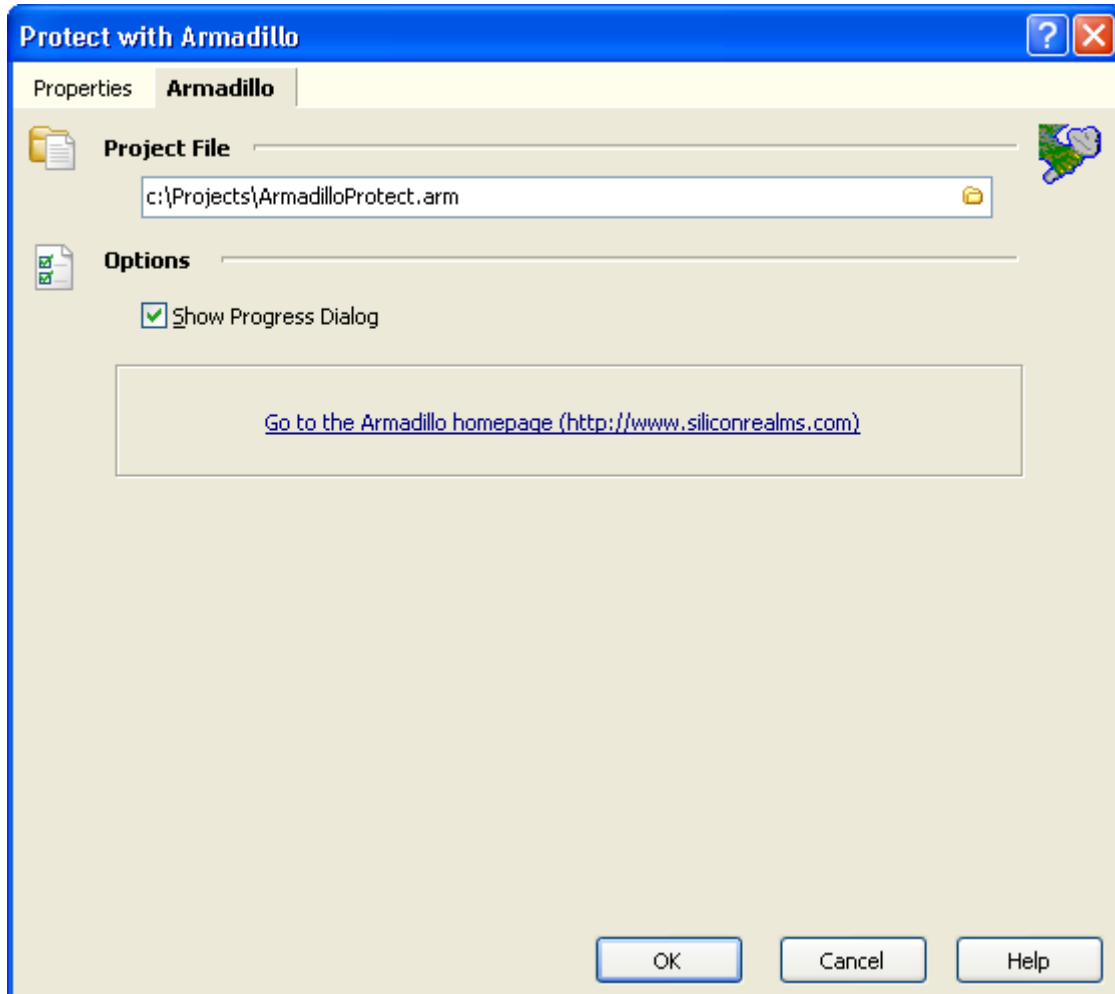 Protect with Armadillo
Properties Armadillo
Project File
c:\Projects\ArmadilloProtect.arm
Options
Show Progress Dialog
Go to the Armadillo homepage (http://www.siliconrealms.com)
OK Cancel Help